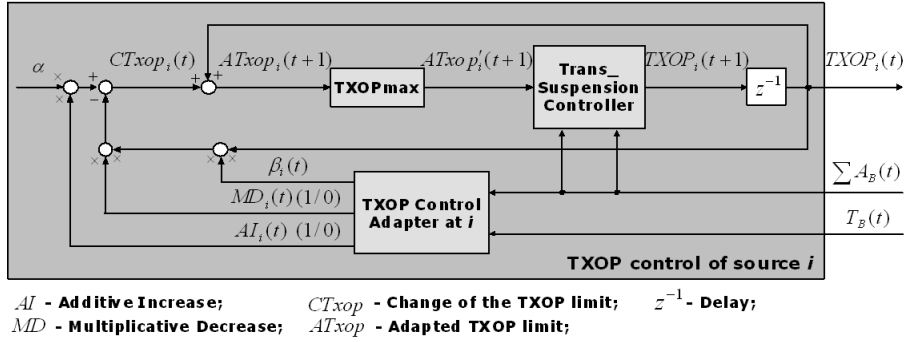 α
CTxop_i(t)
ATxop_i(t+1)
ATxop'_i(t+1)
TXOP_i(t+1)
TXOP_i(t)
× × + − + +
TXOPmax
Trans_
Suspension
Controller
z⁻¹
× × × ×
β_i(t)
MD_i(t)(1/0)
AI_i(t) (1/0)
TXOP Control
Adapter at i
∑ A_B(t)
T_B(t)
TXOP control of source i
AI - Additive Increase; CTxop - Change of the TXOP limit; z⁻¹ - Delay;
MD - Multiplicative Decrease; ATxop - Adapted TXOP limit;